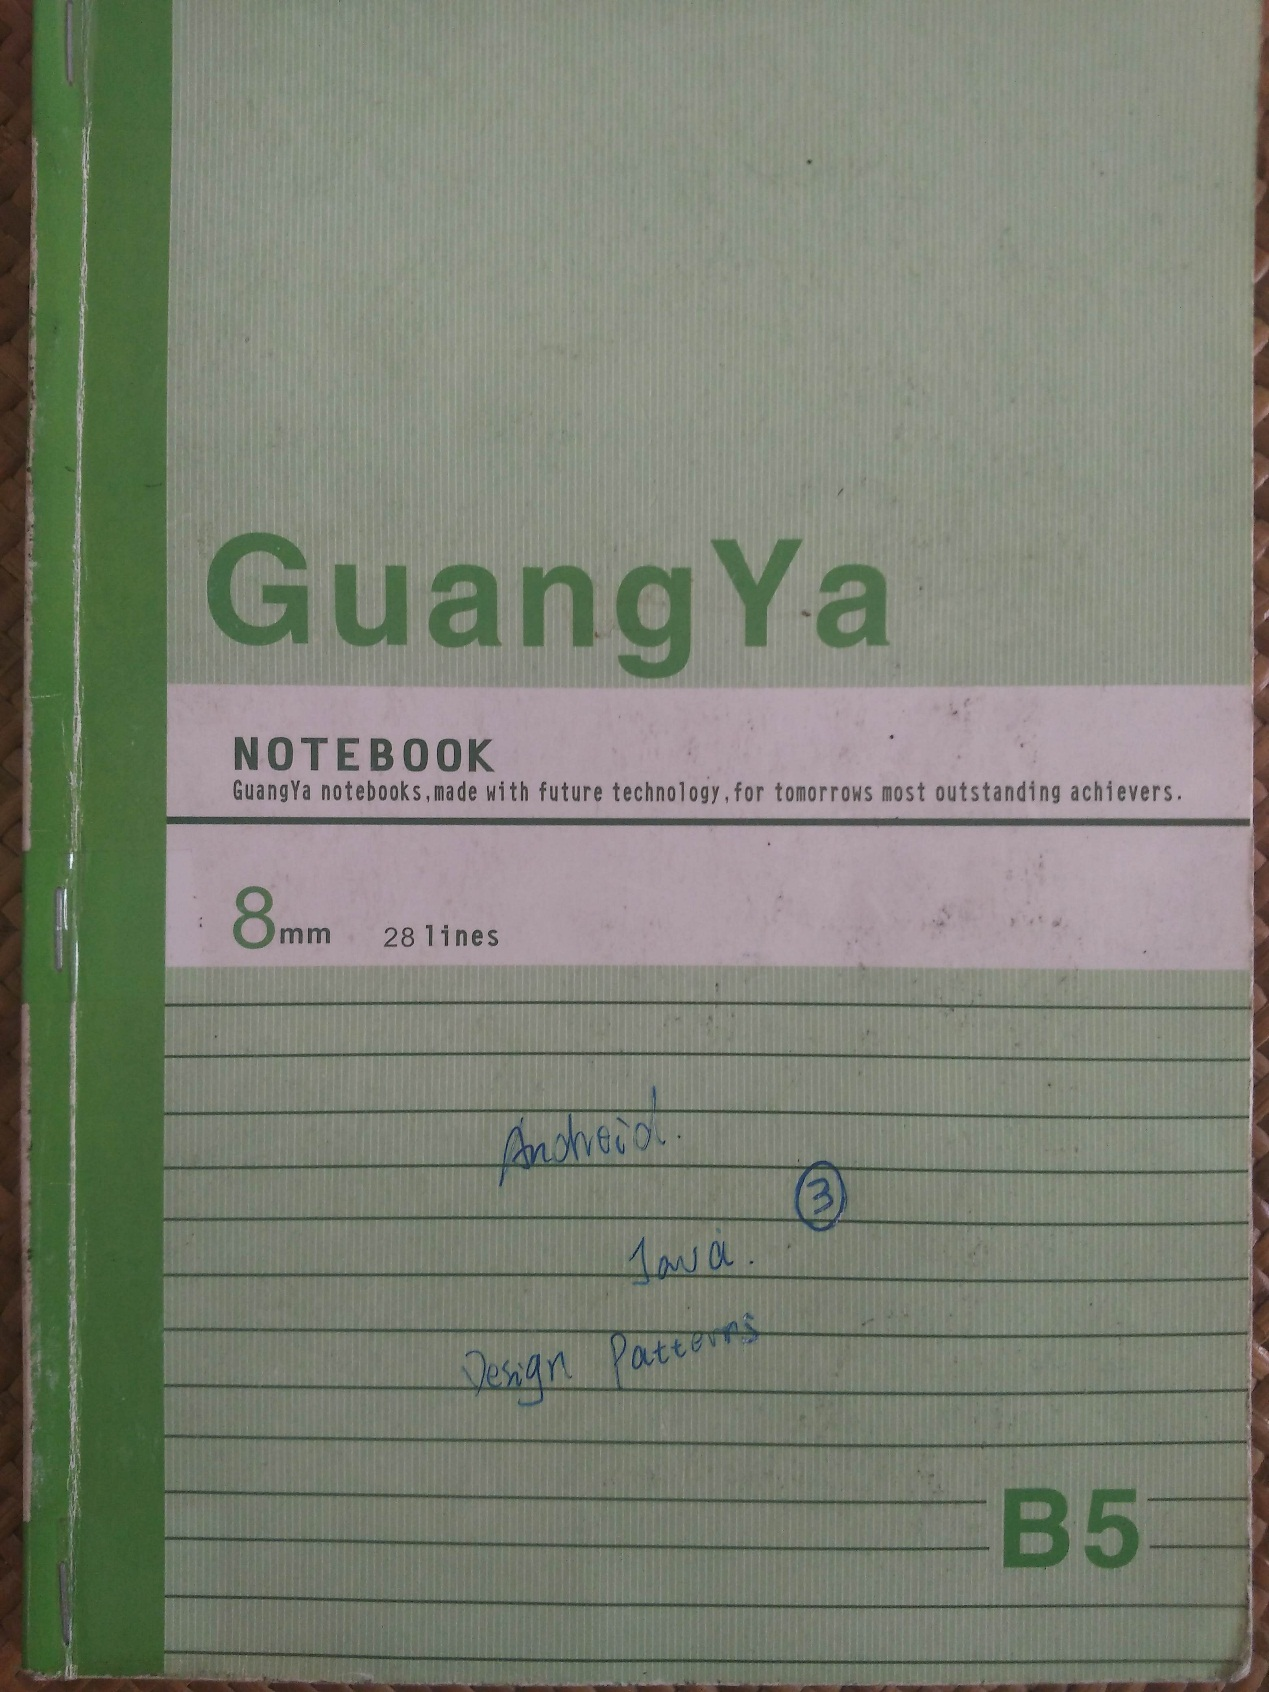 GuangYa
NOTEBOOK
GuangYa notebooks,made with future technology,for tomorrows most outstanding achievers.
8mm 28 lines
Android.
3
Java.
Design Patterns
B5